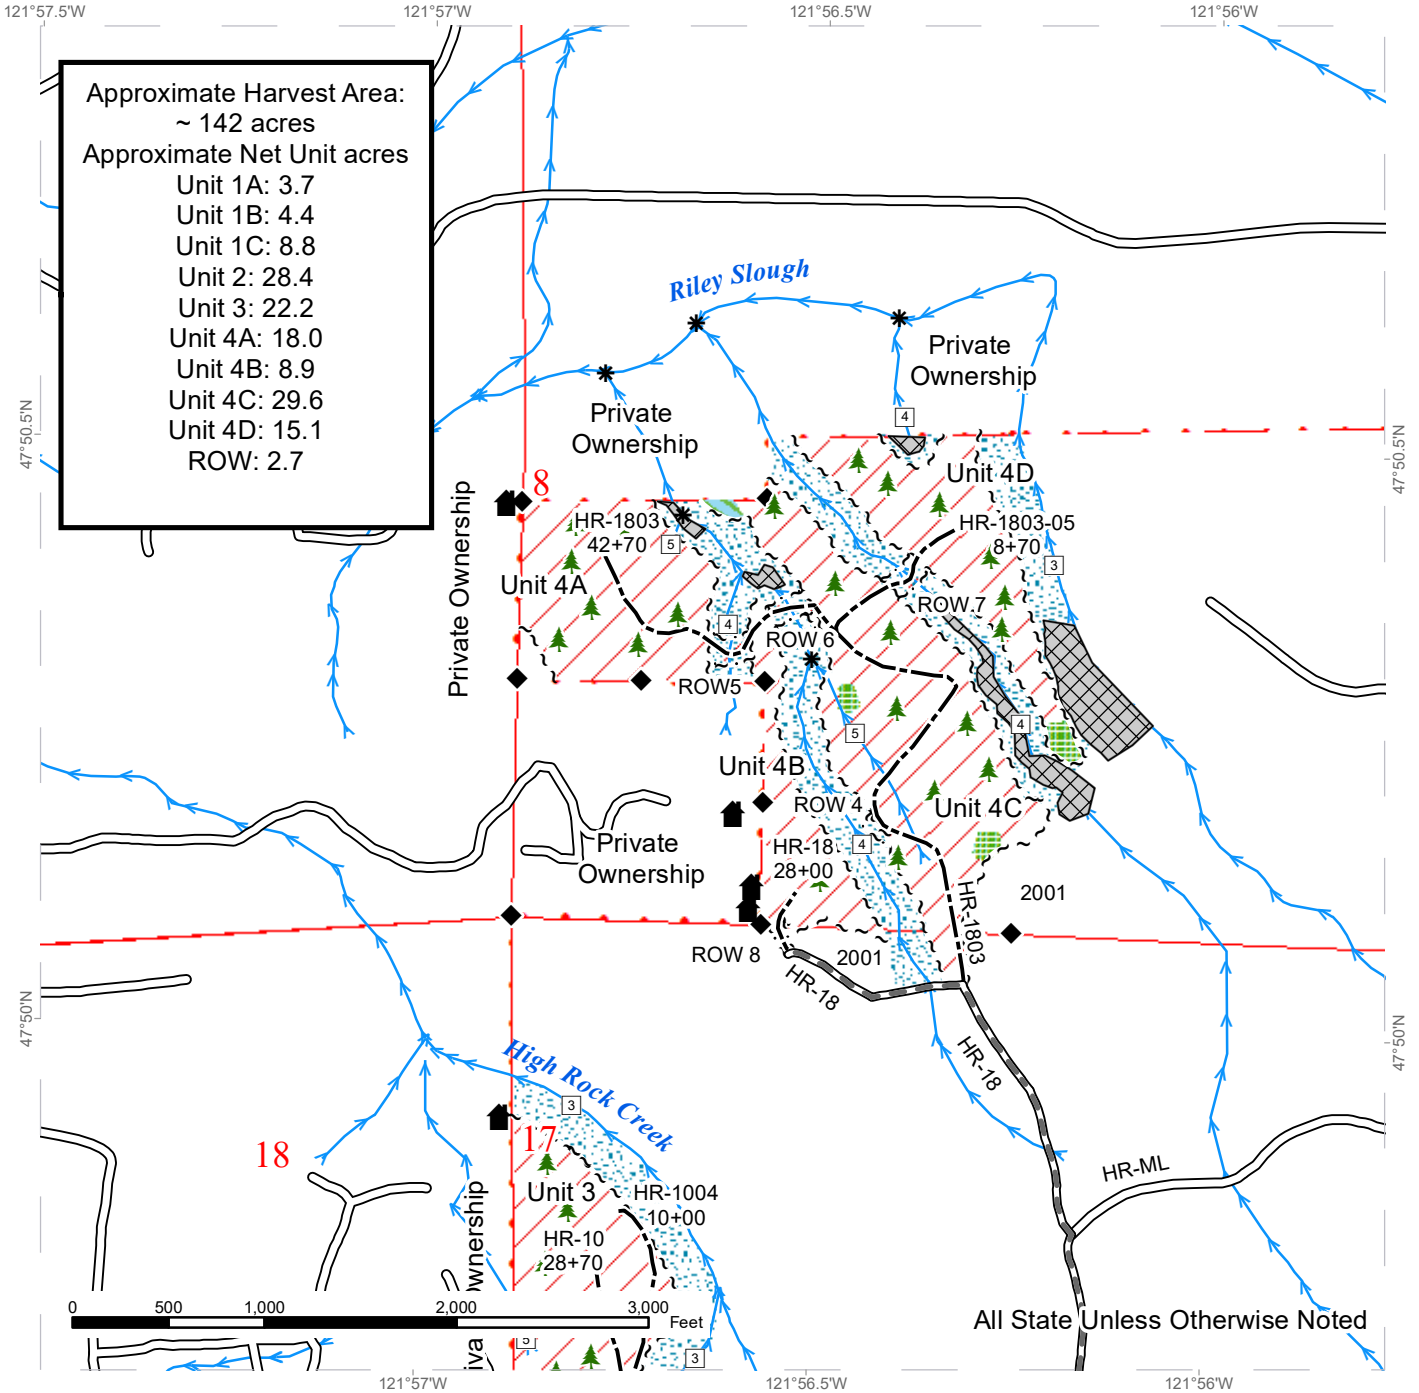 121°57.5'W
121°57'W
121°56.5'W
121°56'W
Approximate Harvest Area:
~ 142 acres
Approximate Net Unit acres
Unit 1A: 3.7
Unit 1B: 4.4
Unit 1C: 8.8
Unit 2: 28.4
Unit 3: 22.2
Unit 4A: 18.0
Unit 4B: 8.9
Unit 4C: 29.6
Unit 4D: 15.1
ROW: 2.7
Riley Slough
Private
Ownership
Private
Ownership
4
47°50.5'N
47°50.5'N
8
Unit 4D
HR-1803
42+70
5
HR-1803-05
8+70
3
Private Ownership
Unit 4A
ROW 7
4
ROW 6
ROW5
4
5
Unit 4B
ROW 4
Unit 4C
4
HR-18
28+00
Private
Ownership
2001
HR-1803
ROW 8
2001
HR-18
47°50'N
47°50'N
HR-18
High Rock Creek
3
17
18
HR-ML
Unit 3
HR-1004
10+00
HR-10
28+70
Ownership
0
500
1,000
2,000
3,000
Feet
All State Unless Otherwise Noted
5
3
121°57'W
121°56.5'W
121°56'W